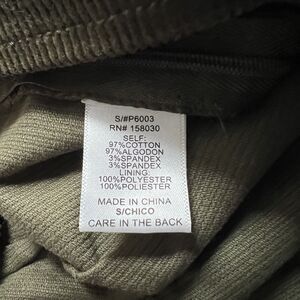 S/#P6003
RN# 158030
SELF:
97%COTTON
97%ALGODON
3%SPANDEX
3%SPANDEX
LINING:
100%POLYESTER
100%POLIESTER
MADE IN CHINA
S/CHICO
CARE IN THE BACK